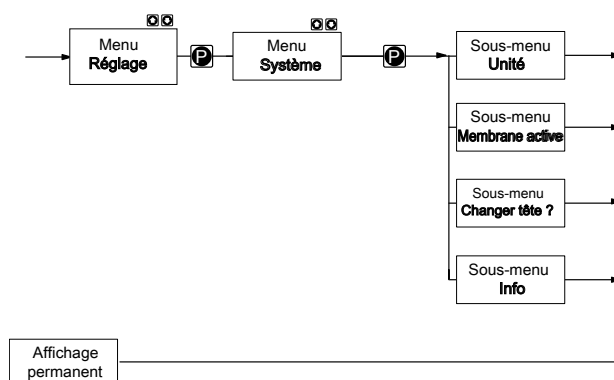 Menu
Réglage
P
Menu
Système
P
Sous-menu
Unité
Sous-menu
Membrane active
Sous-menu
Changer tête ?
Sous-menu
Info
Affichage
permanent